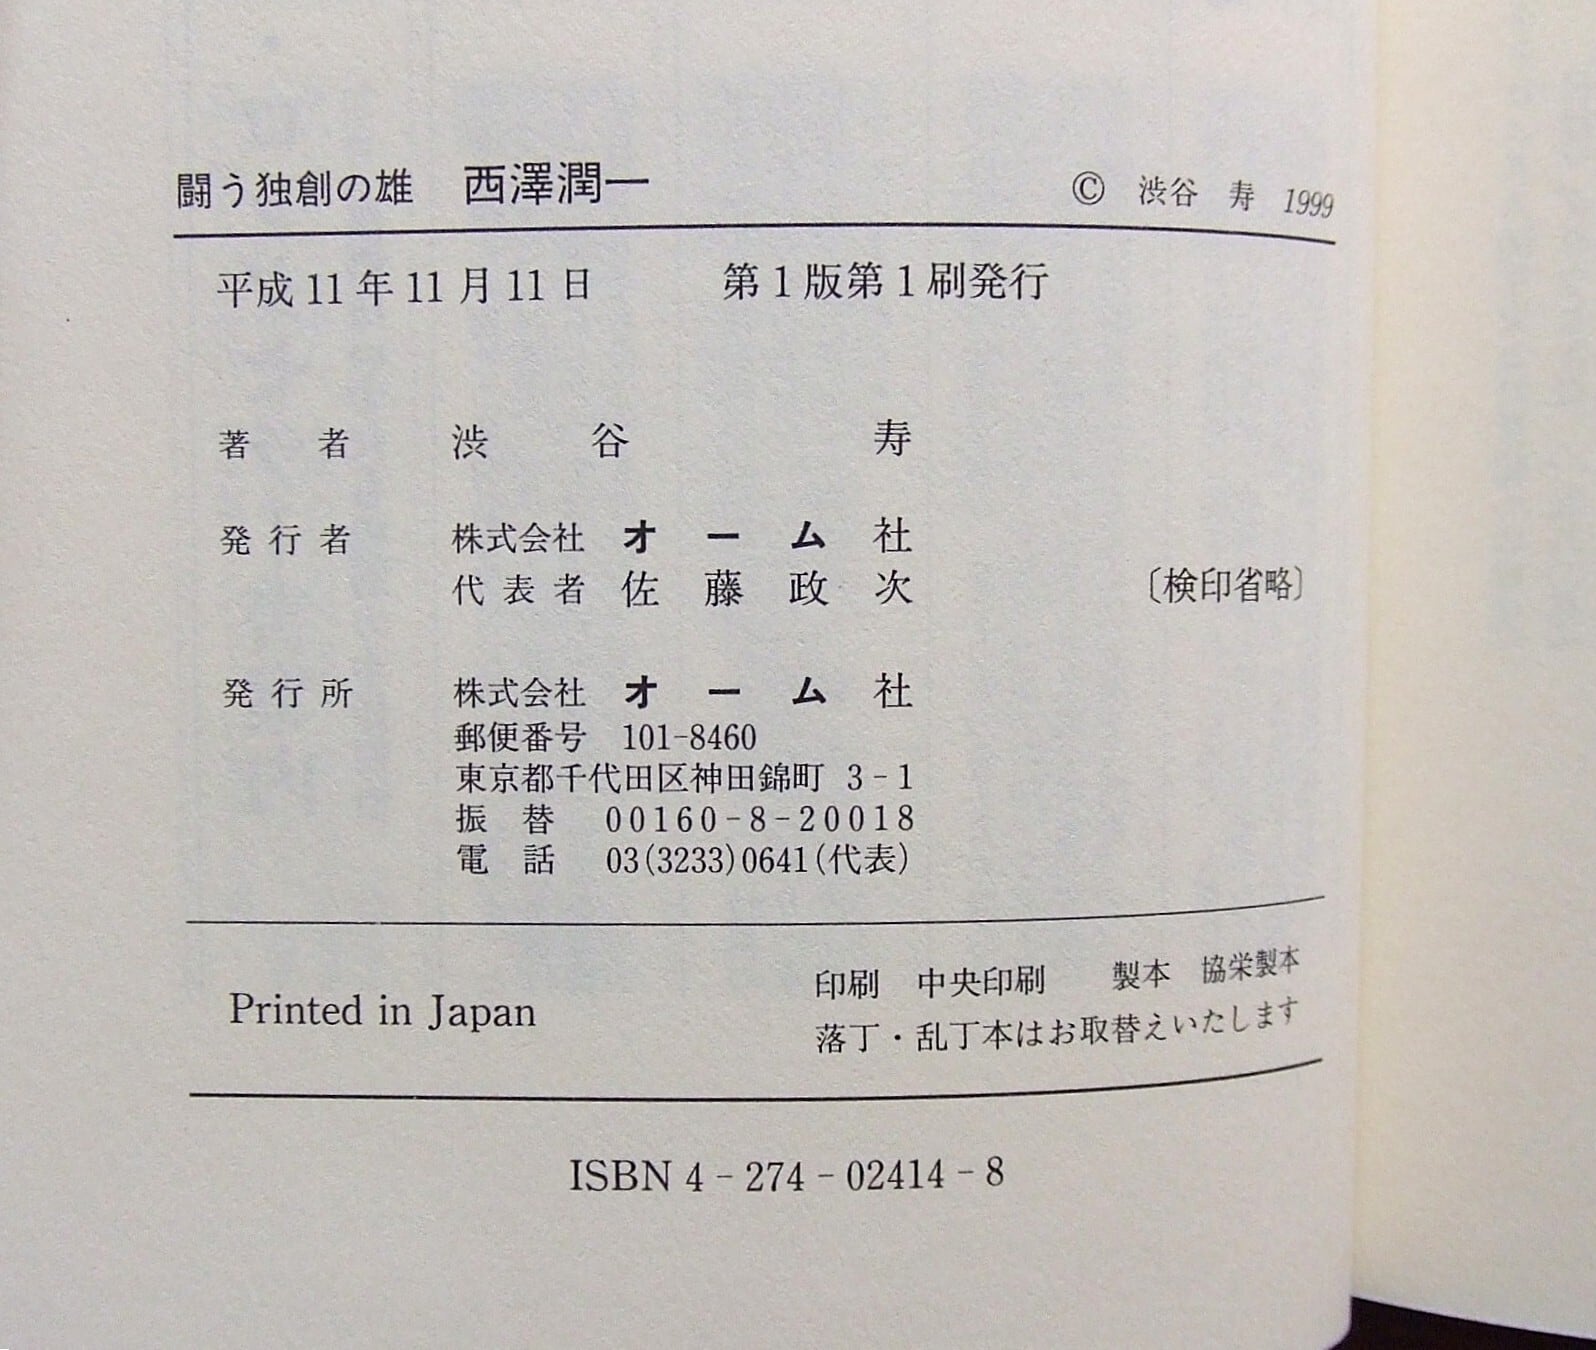 闘う独創の雄　西澤潤一　© 渋谷　寿 1999
平成11年11月11日　第1版第1刷発行
著者　渋谷　寿
発行者　株式会社 オーム社
代表者 佐藤政次　〔検印省略〕
発行所　株式会社 オーム社
郵便番号　101-8460
東京都千代田区神田錦町 3-1
振替　00160-8-20018
電話　03(3233)0641(代表)
印刷　中央印刷　製本　協栄製本
Printed in Japan
落丁・乱丁本はお取替えいたします
ISBN 4-274-02414-8